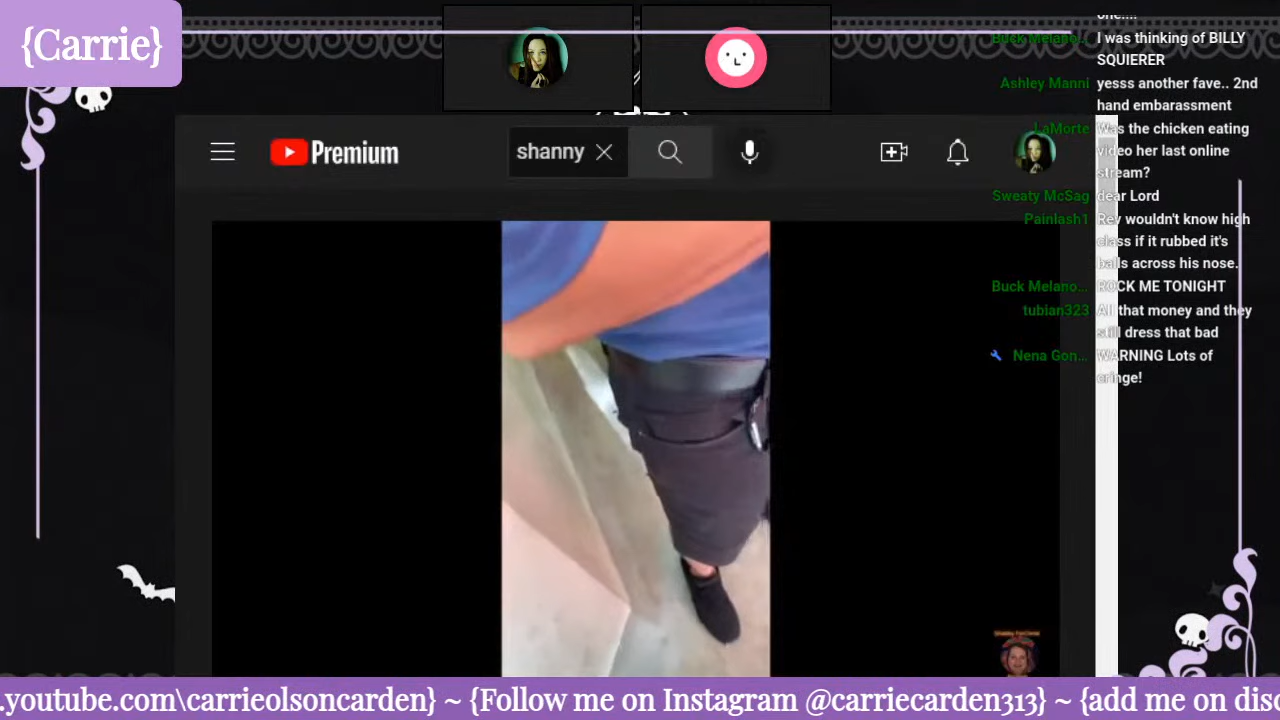 {Carrie}
Premium
shanny
one....
Buck Melano... I was thinking of BILLY
SQUIERER
Ashley Manni yesss another fave.. 2nd
hand embarassment
LaMorte Was the chicken eating
video her last online
stream?
Sweaty McSag dear Lord
Painlash1 Rev wouldn't know high
class if it rubbed it's
balls across his nose.
Buck Melano... ROCK ME TONIGHT
tubian323 All that money and they
still dress that bad
Nena Gon... WARNING Lots of
cringe!
.youtube.com\carrieolsoncarden} ~ {Follow me on Instagram @carriecarden313} ~ {add me on disc